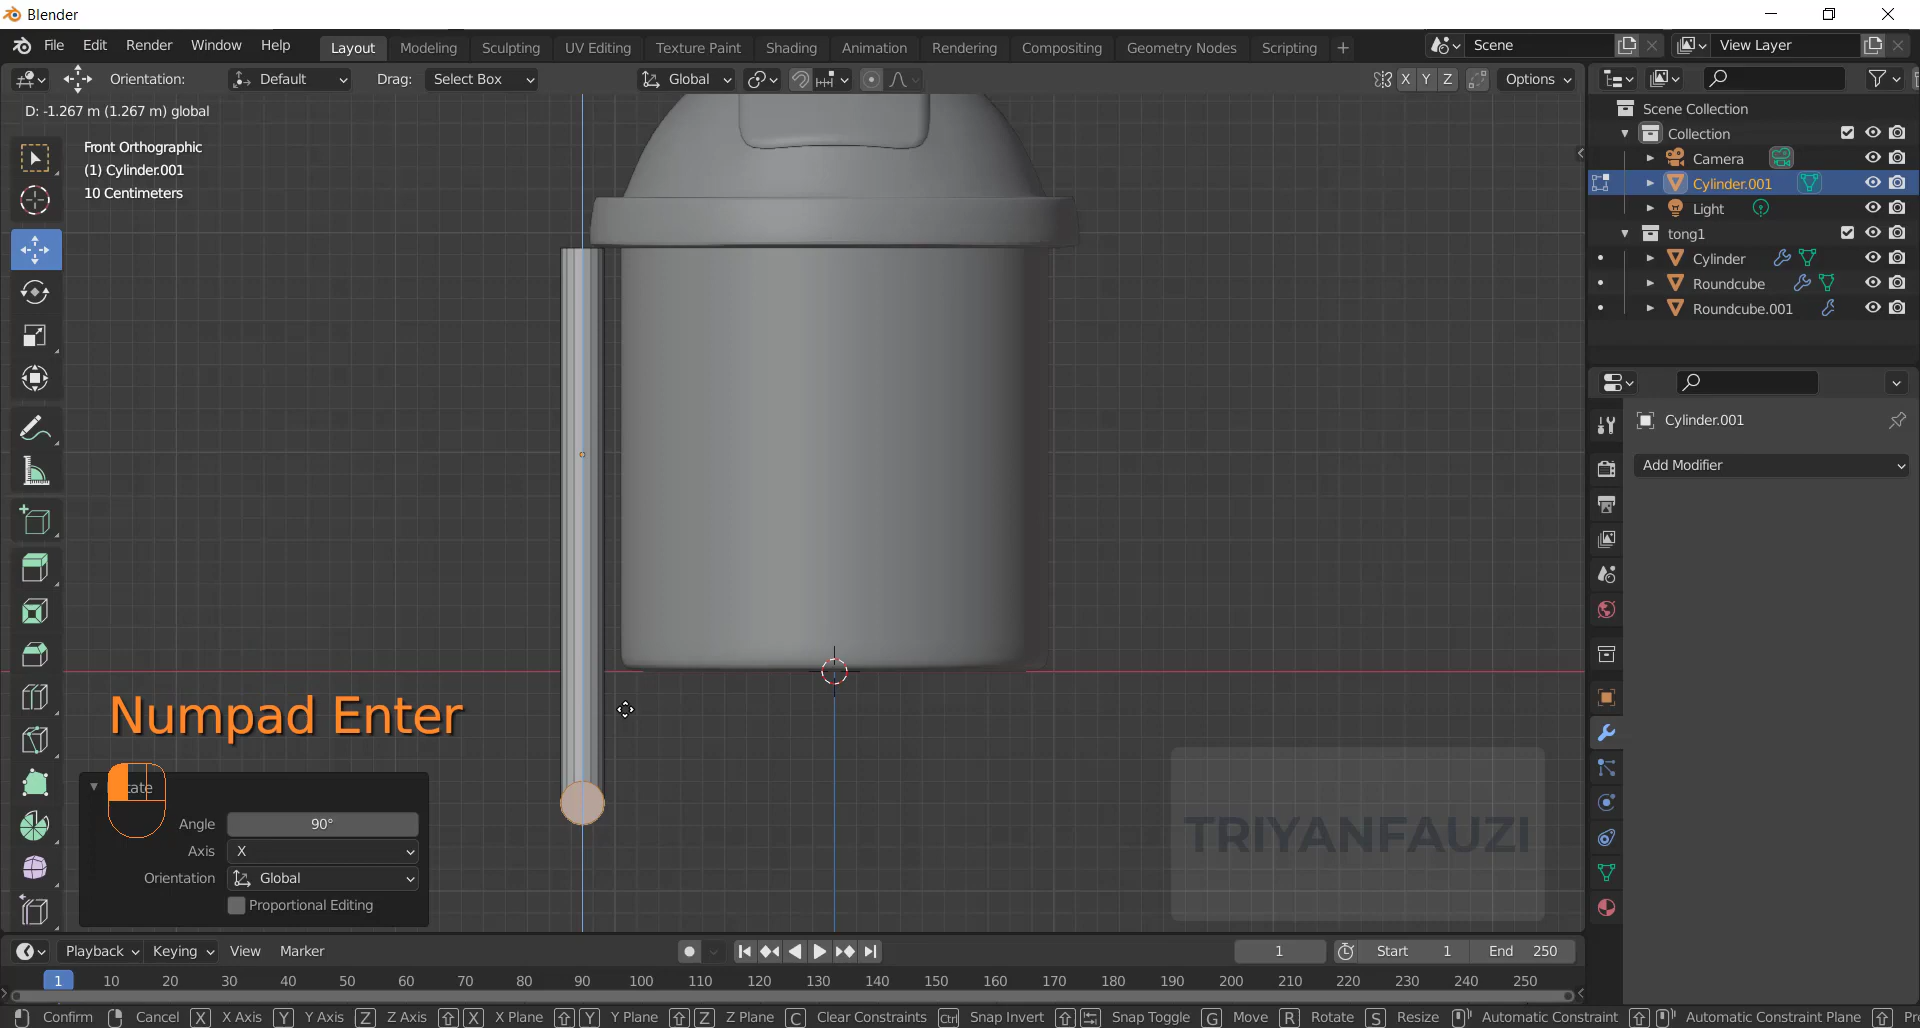 Blender
File Edit Render Window Help Layout Modeling Sculpting UV Editing Texture Paint Shading Animation Rendering Compositing Geometry Nodes Scripting + Scene View Layer
Orientation: Default Drag: Select Box Global X Y Z Options
D: -1.267 m (1.267 m) global
Front Orthographic
(1) Cylinder.001
10 Centimeters
Scene Collection
Collection
Camera
Cylinder.001
Light
tong1
Cylinder
Roundcube
Roundcube.001
Cylinder.001
Add Modifier
Numpad Enter
Angle 90°
Axis X
Orientation Global
Proportional Editing
TRIYANFAUZI
Playback Keying View Marker 1 Start 1 End 250
1 10 20 30 40 50 60 70 80 90 100 110 120 130 140 150 160 170 180 190 200 210 220 230 240 250
Confirm Cancel X X Axis Y Y Axis Z Z Axis X X Plane Y Y Plane Z Z Plane C Clear Constraints Ctrl Snap Invert Snap Toggle G Move R Rotate S Resize Automatic Constraint Automatic Constraint Plane